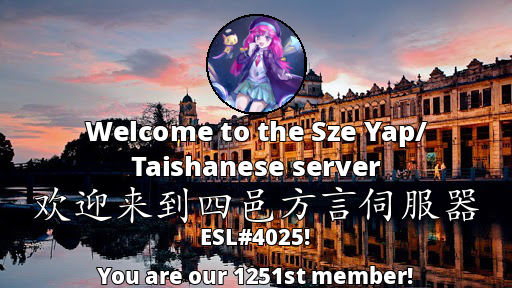 Welcome to the Sze Yap/
Taishanese server
欢迎来到四邑方言伺服器
ESL#4025!
You are our 1251st member!